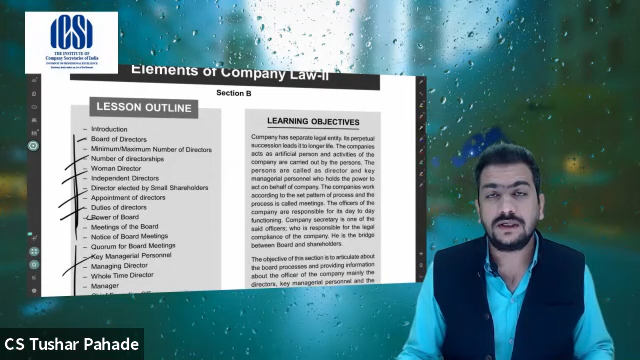 ICSI
THE INSTITUTE OF
Company Secretaries of India
Elements of Company Law-II
Section B
LESSON OUTLINE
– Introduction
– Board of Directors
– Minimum/Maximum Number of Directors
– Number of directorships
– Woman Director
– Independent Directors
– Director elected by Small Shareholders
– Appointment of directors
– Duties of directors
– Power of Board
– Meetings of the Board
– Notice of Board Meetings
– Quorum for Board Meetings
– Key Managerial Personnel
– Managing Director
– Whole Time Director
– Manager
LEARNING OBJECTIVES
Company has separate legal entity. Its perpetual
succession leads it to longer life. The companies
acts as artificial person and activities of the
company are carried out by the persons. The
persons are called as director and key
managerial personnel who holds the power to
act on behalf of company. The companies work
according to the set pattern of process and the
process is called meetings. The officers of the
company are responsible for its day to day
functioning. Company secretary is one of the
said officers; who is responsible for the legal
compliance of the company. He is the bridge
between Board and shareholders.
The objective of this section is to articulate about
the board processes and providing information
about the officer of the company mainly the
directors, key managerial personnel and the
CS Tushar Pahade